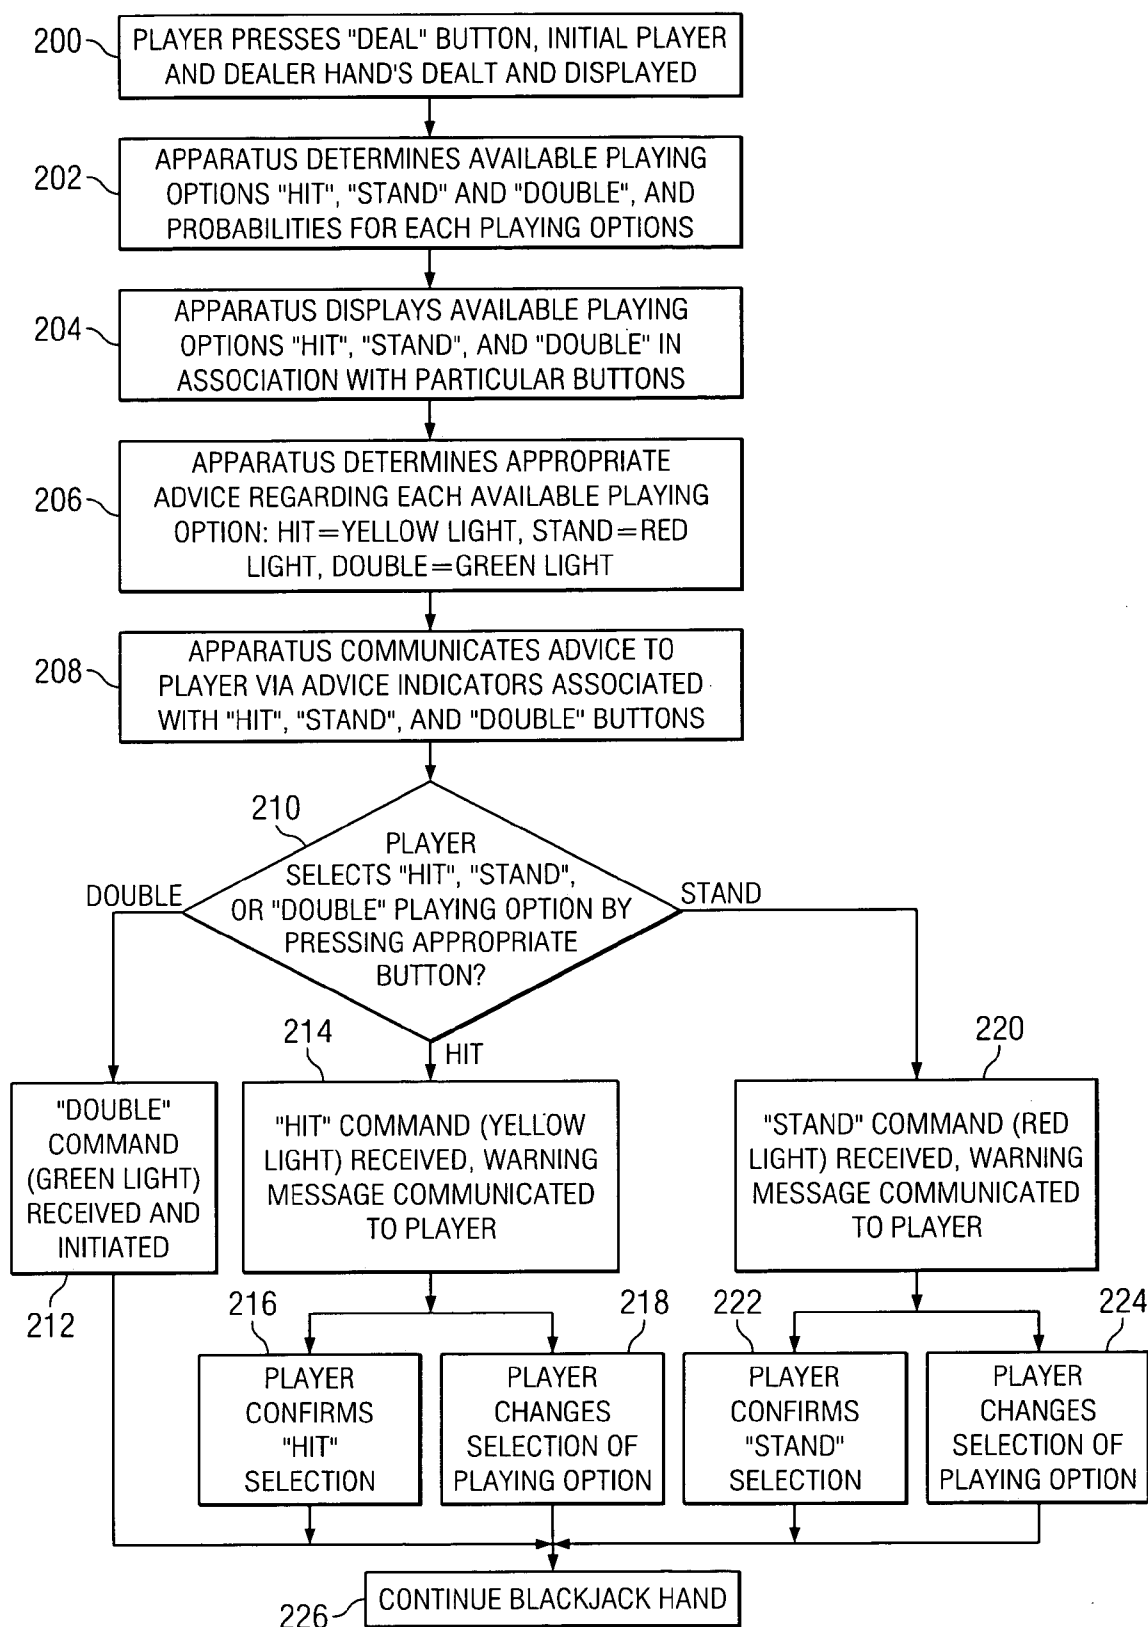 200
PLAYER PRESSES "DEAL" BUTTON, INITIAL PLAYER
AND DEALER HAND'S DEALT AND DISPLAYED
202
APPARATUS DETERMINES AVAILABLE PLAYING
OPTIONS "HIT", "STAND" AND "DOUBLE", AND
PROBABILITIES FOR EACH PLAYING OPTIONS
204
APPARATUS DISPLAYS AVAILABLE PLAYING
OPTIONS "HIT", "STAND", AND "DOUBLE" IN
ASSOCIATION WITH PARTICULAR BUTTONS
206
APPARATUS DETERMINES APPROPRIATE
ADVICE REGARDING EACH AVAILABLE PLAYING
OPTION: HIT=YELLOW LIGHT, STAND=RED
LIGHT, DOUBLE=GREEN LIGHT
208
APPARATUS COMMUNICATES ADVICE TO
PLAYER VIA ADVICE INDICATORS ASSOCIATED
WITH "HIT", "STAND", AND "DOUBLE" BUTTONS
210
PLAYER
SELECTS "HIT", "STAND",
OR "DOUBLE" PLAYING OPTION BY
PRESSING APPROPRIATE
BUTTON?
DOUBLE
STAND
HIT
"DOUBLE"
COMMAND
(GREEN LIGHT)
RECEIVED AND
INITIATED
212
214
"HIT" COMMAND (YELLOW
LIGHT) RECEIVED, WARNING
MESSAGE COMMUNICATED
TO PLAYER
220
"STAND" COMMAND (RED
LIGHT) RECEIVED, WARNING
MESSAGE COMMUNICATED
TO PLAYER
216
PLAYER
CONFIRMS
"HIT"
SELECTION
218
PLAYER
CHANGES
SELECTION OF
PLAYING OPTION
222
PLAYER
CONFIRMS
"STAND"
SELECTION
224
PLAYER
CHANGES
SELECTION OF
PLAYING OPTION
226
CONTINUE BLACKJACK HAND